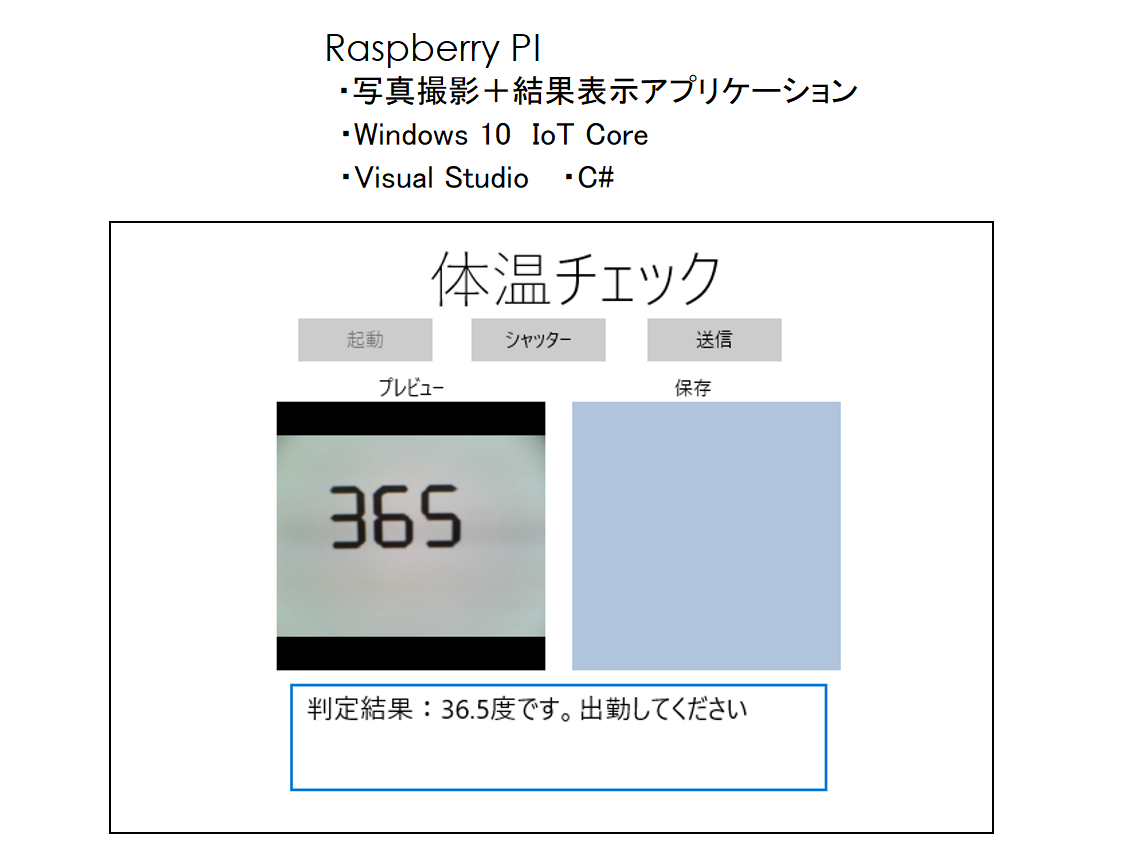 Raspberry PI
・写真撮影＋結果表示アプリケーション
・Windows 10 IoT Core
・Visual Studio ・C#
体温チェック
起動 シャッター 送信
プレビュー 保存
365
判定結果：36.5度です。出勤してください